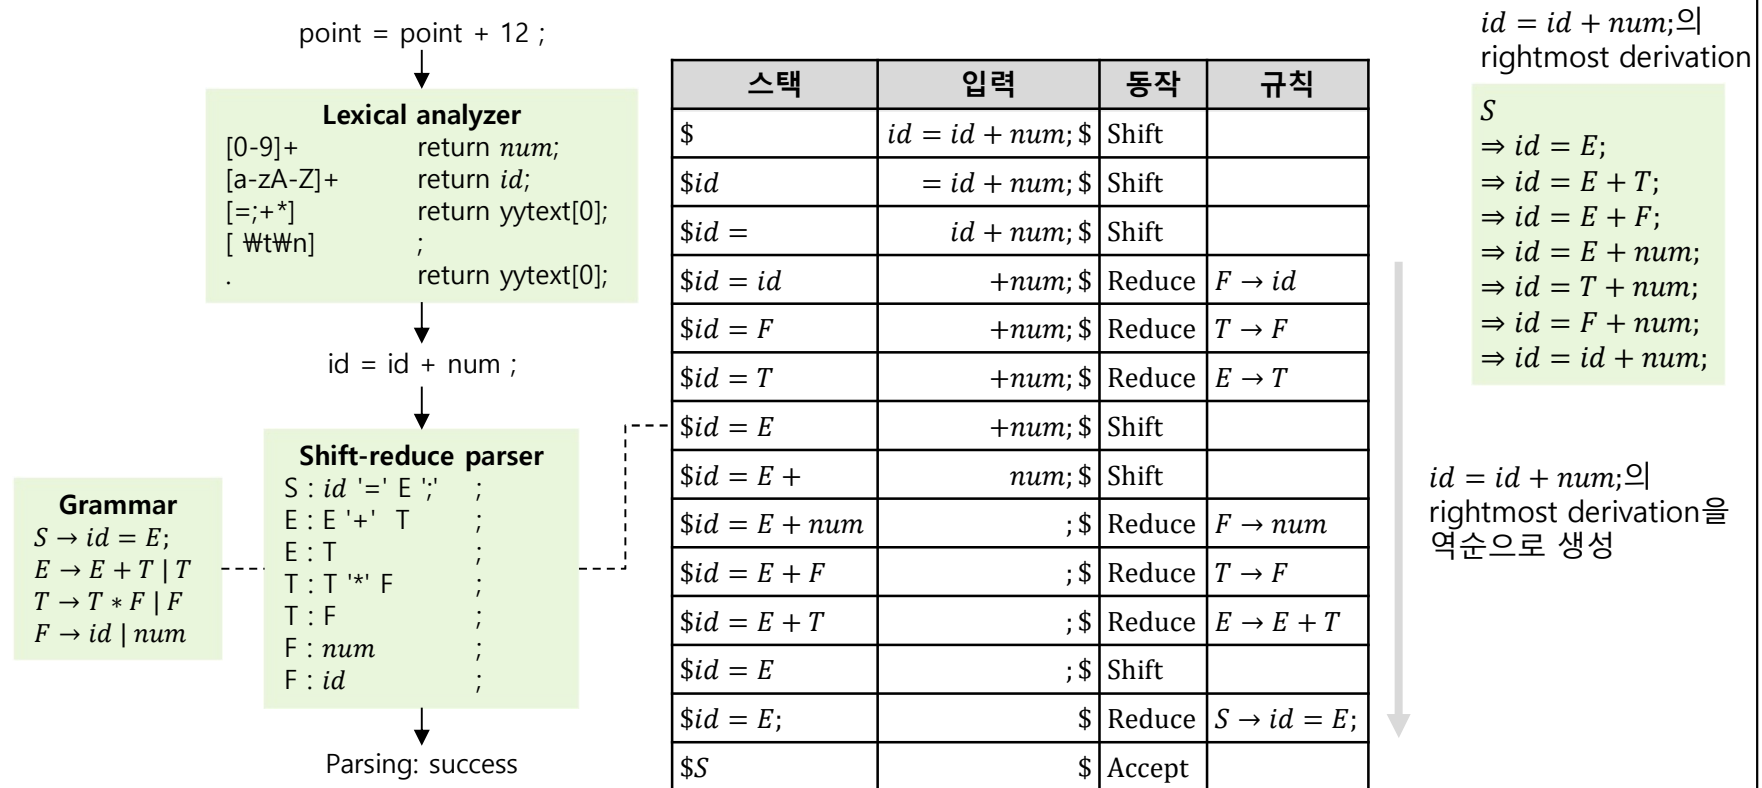 point = point + 12 ;
Lexical analyzer
[0-9]+ return num;
[a-zA-Z]+ return id;
[=;+*] return yytext[0];
[ ₩t₩n] ;
. return yytext[0];
id = id + num ;
Shift-reduce parser
S : id '=' E ';' ;
E : E '+' T ;
E : T ;
T : T '*' F ;
T : F ;
F : num ;
F : id ;
Parsing: success
Grammar
S → id = E;
E → E + T | T
T → T ∗ F | F
F → id | num
스택 입력 동작 규칙
$ id = id + num; $ Shift
$id = id + num; $ Shift
$id = id + num; $ Shift
$id = id +num; $ Reduce F → id
$id = F +num; $ Reduce T → F
$id = T +num; $ Reduce E → T
$id = E +num; $ Shift
$id = E + num; $ Shift
$id = E + num ; $ Reduce F → num
$id = E + F ; $ Reduce T → F
$id = E + T ; $ Reduce E → E + T
$id = E ; $ Shift
$id = E; $ Reduce S → id = E;
$S $ Accept
id = id + num;의
rightmost derivation
S
⇒ id = E;
⇒ id = E + T;
⇒ id = E + F;
⇒ id = E + num;
⇒ id = T + num;
⇒ id = F + num;
⇒ id = id + num;
id = id + num;의
rightmost derivation을
역순으로 생성